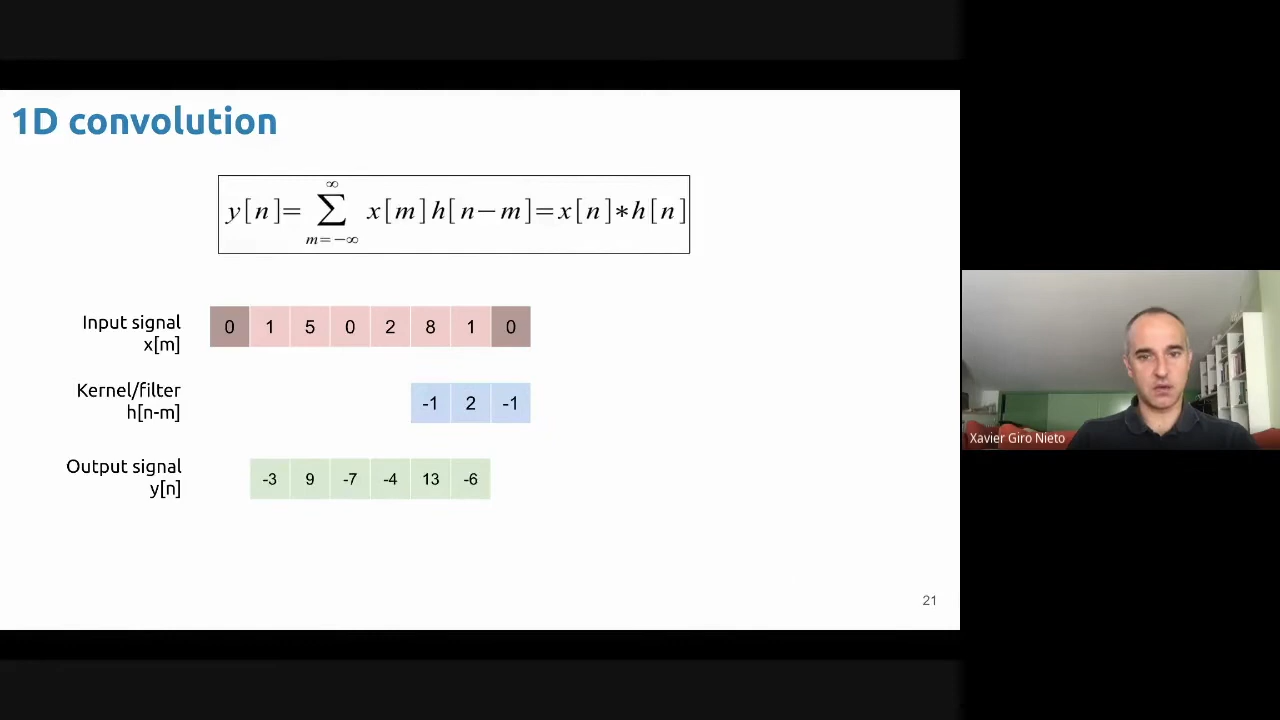 1D convolution
∞
y[n]= ∑ x[m]h[n−m]=x[n]∗h[n]
m=−∞
Input signal
x[m]
0 1 5 0 2 8 1 0
Kernel/filter
h[n-m]
-1 2 -1
Output signal
y[n]
-3 9 -7 -4 13 -6
21
Xavier Giro Nieto